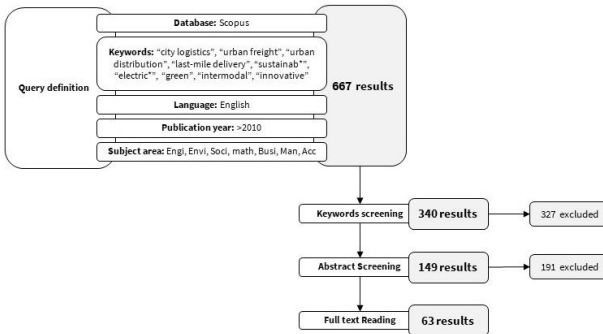 Database: Scopus
Keywords: “city logistics”, “urban freight”, “urban
distribution”, “last-mile delivery”, “sustainab*”,
“electric*”, “green”, “intermodal”, “innovative”
Query definition
667 results
Language: English
Publication year: >2010
Subject area: Engi, Envi, Soci, math, Busi, Man, Acc
Keywords screening
340 results
327 excluded
Abstract Screening
149 results
191 excluded
Full text Reading
63 results